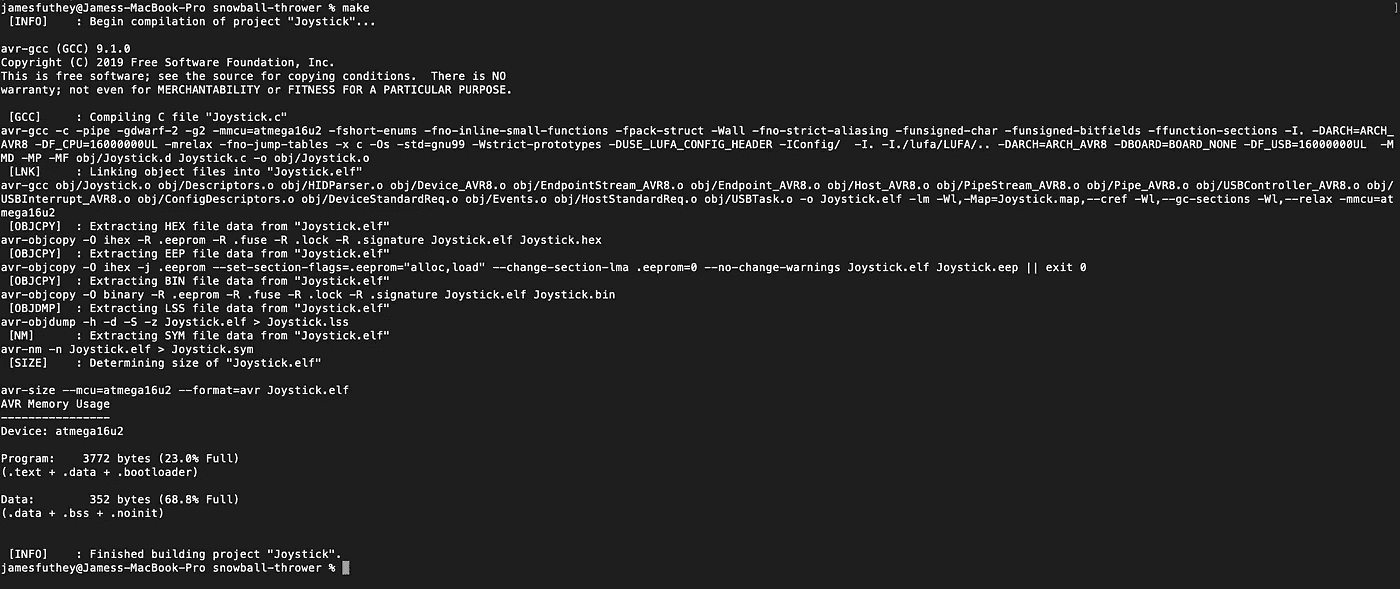 jamesfuthey@Jamess-MacBook-Pro snowball-thrower % make
 [INFO]    : Begin compilation of project "Joystick"...

avr-gcc (GCC) 9.1.0
Copyright (C) 2019 Free Software Foundation, Inc.
This is free software; see the source for copying conditions.  There is NO
warranty; not even for MERCHANTABILITY or FITNESS FOR A PARTICULAR PURPOSE.

 [GCC]     : Compiling C file "Joystick.c"
avr-gcc -c -pipe -gdwarf-2 -g2 -mmcu=atmega16u2 -fshort-enums -fno-inline-small-functions -fpack-struct -Wall -fno-strict-aliasing -funsigned-char -funsigned-bitfields -ffunction-sections -I. -DARCH=ARCH_
AVR8 -DF_CPU=16000000UL -mrelax -fno-jump-tables -x c -Os -std=gnu99 -Wstrict-prototypes -DUSE_LUFA_CONFIG_HEADER -IConfig/  -I. -I./lufa/LUFA/.. -DARCH=ARCH_AVR8 -DBOARD=BOARD_NONE -DF_USB=16000000UL  -M
MD -MP -MF obj/Joystick.d Joystick.c -o obj/Joystick.o
 [LNK]     : Linking object files into "Joystick.elf"
avr-gcc obj/Joystick.o obj/Descriptors.o obj/HIDParser.o obj/Device_AVR8.o obj/EndpointStream_AVR8.o obj/Endpoint_AVR8.o obj/Host_AVR8.o obj/PipeStream_AVR8.o obj/Pipe_AVR8.o obj/USBController_AVR8.o obj/
USBInterrupt_AVR8.o obj/ConfigDescriptors.o obj/DeviceStandardReq.o obj/Events.o obj/HostStandardReq.o obj/USBTask.o -o Joystick.elf -lm -Wl,-Map=Joystick.map,--cref -Wl,--gc-sections -Wl,--relax -mmcu=at
mega16u2
 [OBJCPY]  : Extracting HEX file data from "Joystick.elf"
avr-objcopy -O ihex -R .eeprom -R .fuse -R .lock -R .signature Joystick.elf Joystick.hex
 [OBJCPY]  : Extracting EEP file data from "Joystick.elf"
avr-objcopy -O ihex -j .eeprom --set-section-flags=.eeprom="alloc,load" --change-section-lma .eeprom=0 --no-change-warnings Joystick.elf Joystick.eep || exit 0
 [OBJCPY]  : Extracting BIN file data from "Joystick.elf"
avr-objcopy -O binary -R .eeprom -R .fuse -R .lock -R .signature Joystick.elf Joystick.bin
 [OBJDMP]  : Extracting LSS file data from "Joystick.elf"
avr-objdump -h -d -S -z Joystick.elf > Joystick.lss
 [NM]      : Extracting SYM file data from "Joystick.elf"
avr-nm -n Joystick.elf > Joystick.sym
 [SIZE]    : Determining size of "Joystick.elf"

avr-size --mcu=atmega16u2 --format=avr Joystick.elf
AVR Memory Usage
----------------
Device: atmega16u2

Program:    3772 bytes (23.0% Full)
(.text + .data + .bootloader)

Data:        352 bytes (68.8% Full)
(.data + .bss + .noinit)


 [INFO]    : Finished building project "Joystick".
jamesfuthey@Jamess-MacBook-Pro snowball-thrower %